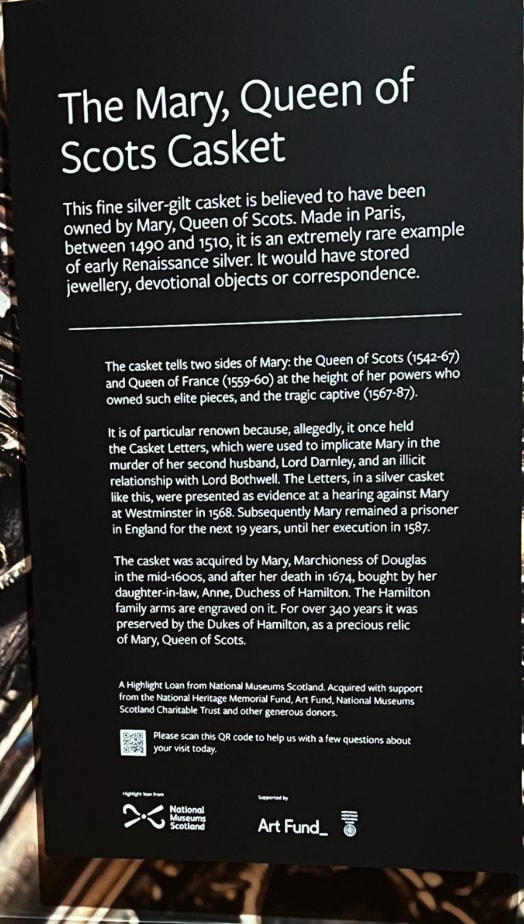 The Mary, Queen of
Scots Casket
This fine silver-gilt casket is believed to have been
owned by Mary, Queen of Scots. Made in Paris,
between 1490 and 1510, it is an extremely rare example
of early Renaissance silver. It would have stored
jewellery, devotional objects or correspondence.
The casket tells two sides of Mary: the Queen of Scots (1542-67)
and Queen of France (1559-60) at the height of her powers who
owned such elite pieces, and the tragic captive (1567-87).
It is of particular renown because, allegedly, it once held
the Casket Letters, which were used to implicate Mary in the
murder of her second husband, Lord Darnley, and an illicit
relationship with Lord Bothwell. The Letters, in a silver casket
like this, were presented as evidence at a hearing against Mary
at Westminster in 1568. Subsequently Mary remained a prisoner
in England for the next 19 years, until her execution in 1587.
The casket was acquired by Mary, Marchioness of Douglas
in the mid-1600s, and after her death in 1674, bought by her
daughter-in-law, Anne, Duchess of Hamilton. The Hamilton
family arms are engraved on it. For over 340 years it was
preserved by the Dukes of Hamilton, as a precious relic
of Mary, Queen of Scots.
A Highlight Loan from National Museums Scotland. Acquired with support
from the National Heritage Memorial Fund, Art Fund, National Museums
Scotland Charitable Trust and other generous donors.
Please scan this QR code to help us with a few questions about
your visit today.
Highlight loan from
National
Museums
Scotland
Supported by
Art Fund_